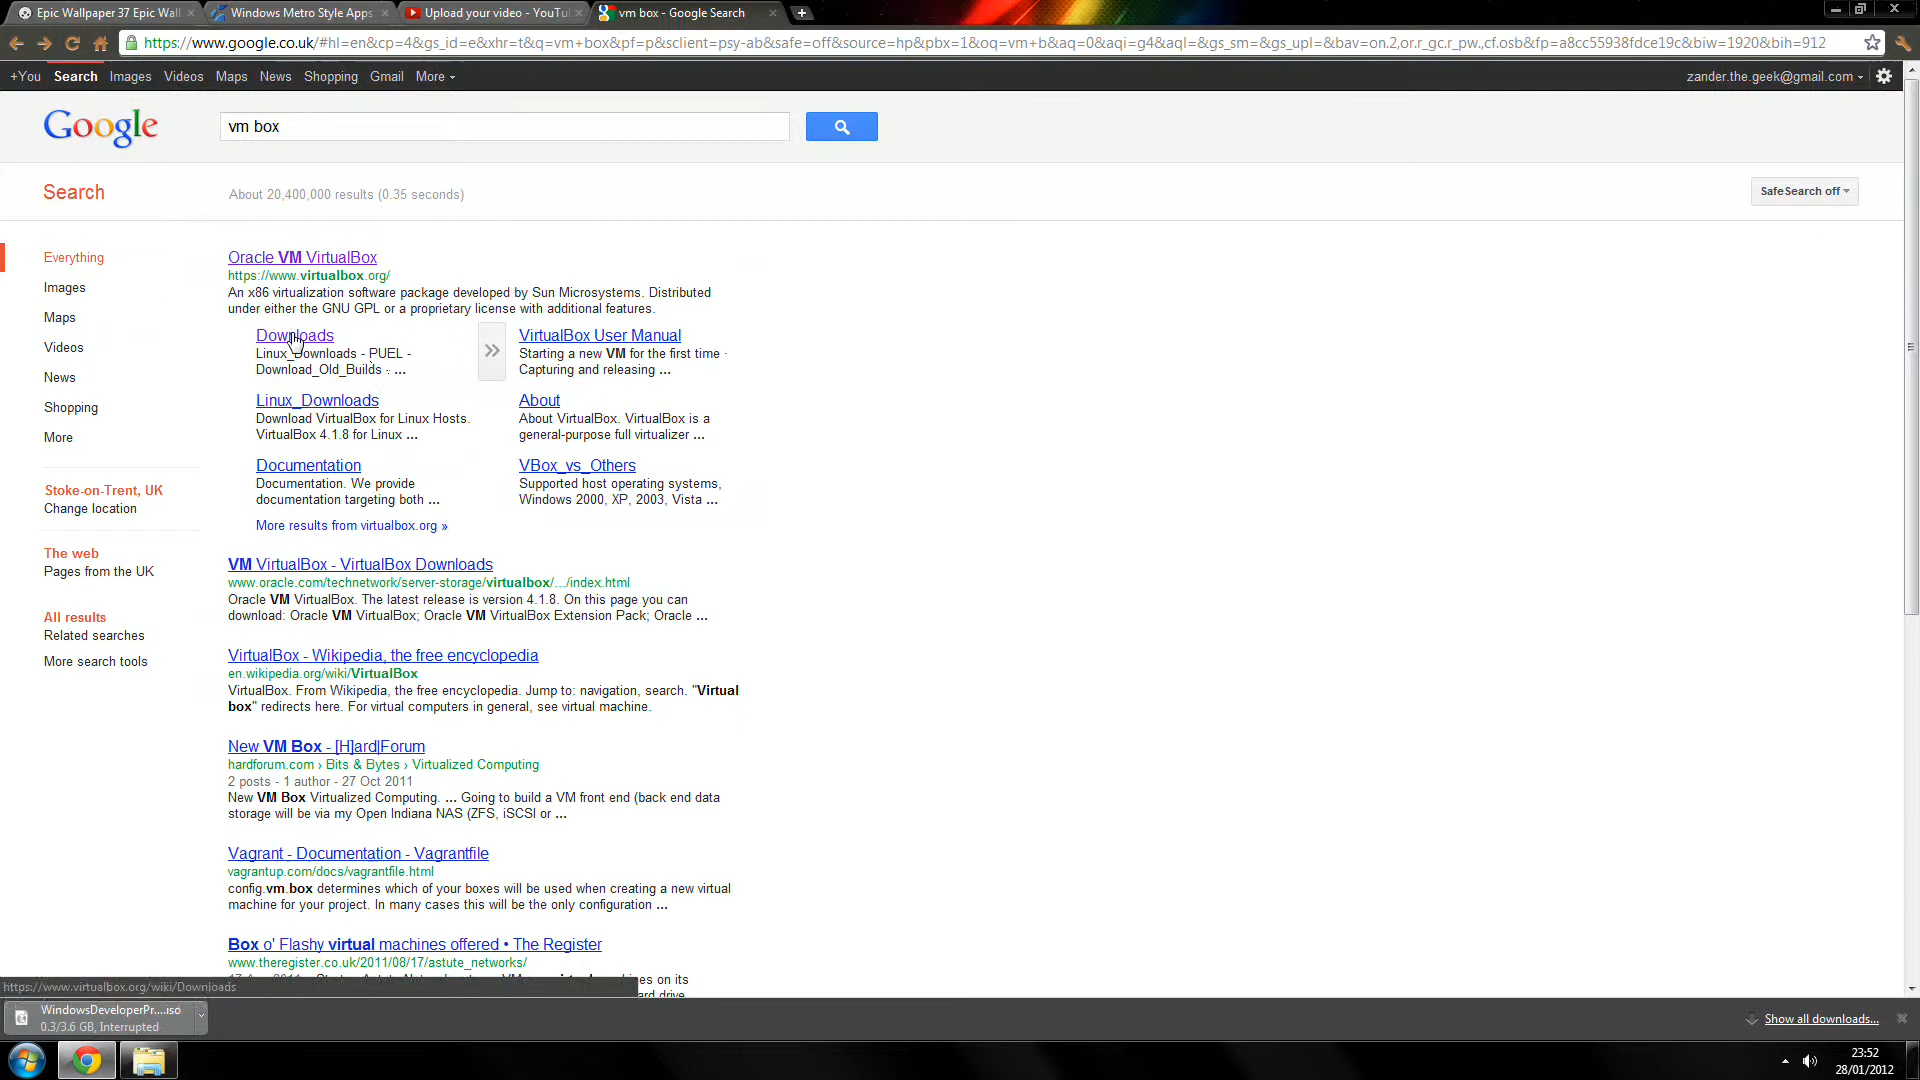 Epic Wallpaper 37 Epic Wall
Windows Metro Style Apps
Upload your video - YouTu
vm box - Google Search
https://www.google.co.uk/#hl=en&cp=4&gs_id=e&xhr=t&q=vm+box&pf=p&sclient=psy-ab&safe=off&source=hp&pbx=1&oq=vm+b&aq=0&aqi=g4&aql=&gs_sm=&gs_upl=&bav=on.2,or.r_gc.r_pw.,cf.osb&fp=a8cc55938fdce19c&biw=1920&bih=912
+You Search Images Videos Maps News Shopping Gmail More
zander.the.geek@gmail.com
Google
vm box
Search
About 20,400,000 results (0.35 seconds)
SafeSearch off
Everything
Images
Maps
Videos
News
Shopping
More
Stoke-on-Trent, UK
Change location
The web
Pages from the UK
All results
Related searches
More search tools
Oracle VM VirtualBox
https://www.virtualbox.org/
An x86 virtualization software package developed by Sun Microsystems. Distributed
under either the GNU GPL or a proprietary license with additional features.
Downloads
Linux_Downloads - PUEL -
Download_Old_Builds - ...
VirtualBox User Manual
Starting a new VM for the first time ·
Capturing and releasing ...
Linux_Downloads
Download VirtualBox for Linux Hosts.
VirtualBox 4.1.8 for Linux ...
About
About VirtualBox. VirtualBox is a
general-purpose full virtualizer ...
Documentation
Documentation. We provide
documentation targeting both ...
VBox_vs_Others
Supported host operating systems,
Windows 2000, XP, 2003, Vista ...
More results from virtualbox.org »
VM VirtualBox - VirtualBox Downloads
www.oracle.com/technetwork/server-storage/virtualbox/.../index.html
Oracle VM VirtualBox. The latest release is version 4.1.8. On this page you can
download: Oracle VM VirtualBox; Oracle VM VirtualBox Extension Pack; Oracle ...
VirtualBox - Wikipedia, the free encyclopedia
en.wikipedia.org/wiki/VirtualBox
VirtualBox. From Wikipedia, the free encyclopedia. Jump to: navigation, search. "Virtual
box" redirects here. For virtual computers in general, see virtual machine.
New VM Box - [H]ard|Forum
hardforum.com › Bits & Bytes › Virtualized Computing
2 posts - 1 author - 27 Oct 2011
New VM Box Virtualized Computing. ... Going to build a VM front end (back end data
storage will be via my Open Indiana NAS (ZFS, iSCSI or ...
Vagrant - Documentation - Vagrantfile
vagrantup.com/docs/vagrantfile.html
config.vm.box determines which of your boxes will be used when creating a new virtual
machine for your project. In many cases this will be the only configuration ...
Box o' Flashy virtual machines offered • The Register
www.theregister.co.uk/2011/08/17/astute_networks/
on its
https://www.virtualbox.org/wiki/Downloads
WindowsDeveloperPr....iso
0.3/3.6 GB, Interrupted
Show all downloads...
23:52
28/01/2012